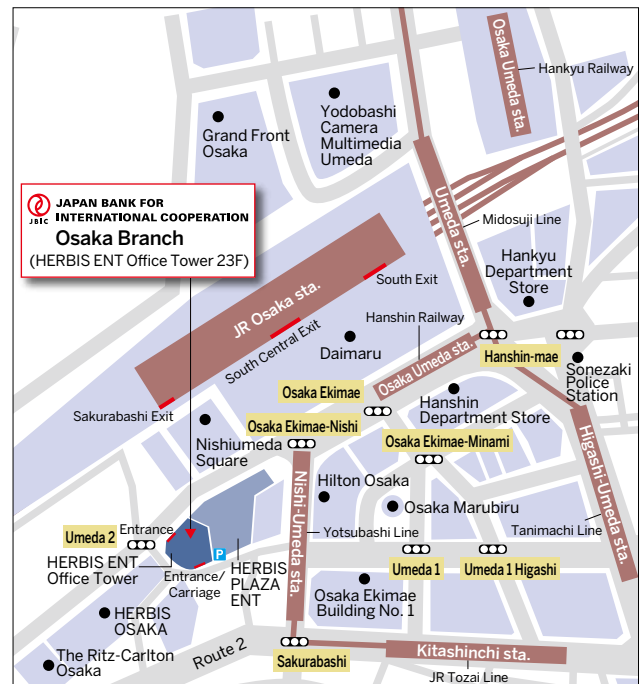 Osaka Umeda sta.
Hankyu Railway
Grand Front
Osaka
Yodobashi
Camera
Multimedia
Umeda
JBIC
JAPAN BANK FOR
INTERNATIONAL COOPERATION
Osaka Branch
(HERBIS ENT Office Tower 23F)
Umeda sta.
Midosuji Line
Hankyu
Department
Store
South Exit
JR Osaka sta.
South Central Exit
Hanshin Railway
Daimaru
Osaka Umeda sta.
Hanshin-mae
Sonezaki
Police
Station
Sakurabashi Exit
Osaka Ekimae
Hanshin
Department Store
Osaka Ekimae-Nishi
Osaka Ekimae-Minami
Nishiumeda
Square
Higashi-Umeda sta.
Nishi-Umeda sta.
Hilton Osaka
Osaka Marubiru
Umeda 2
Entrance
Yotsubashi Line
Tanimachi Line
P
HERBIS ENT
Office Tower
Entrance/
Carriage
HERBIS
PLAZA
ENT
Umeda 1
Umeda 1 Higashi
Osaka Ekimae
Building No. 1
HERBIS
OSAKA
The Ritz-Carlton
Osaka
Route 2
Sakurabashi
Kitashinchi sta.
JR Tozai Line